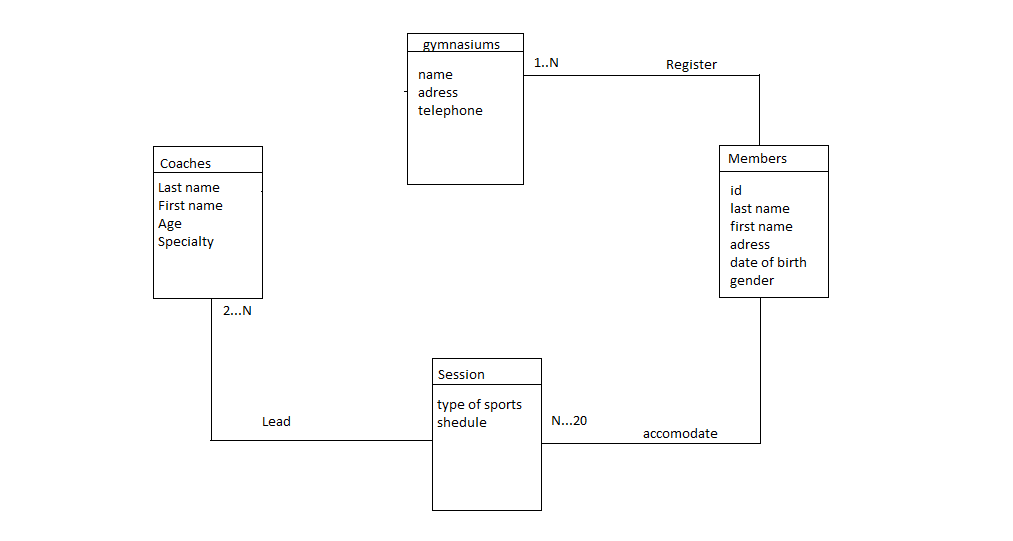 gymnasiums
name
adress
telephone
1..N
Register
Coaches
Last name
First name
Age
Specialty
2...N
Members
id
last name
first name
adress
date of birth
gender
Session
type of sports
shedule
Lead
N...20
accomodate